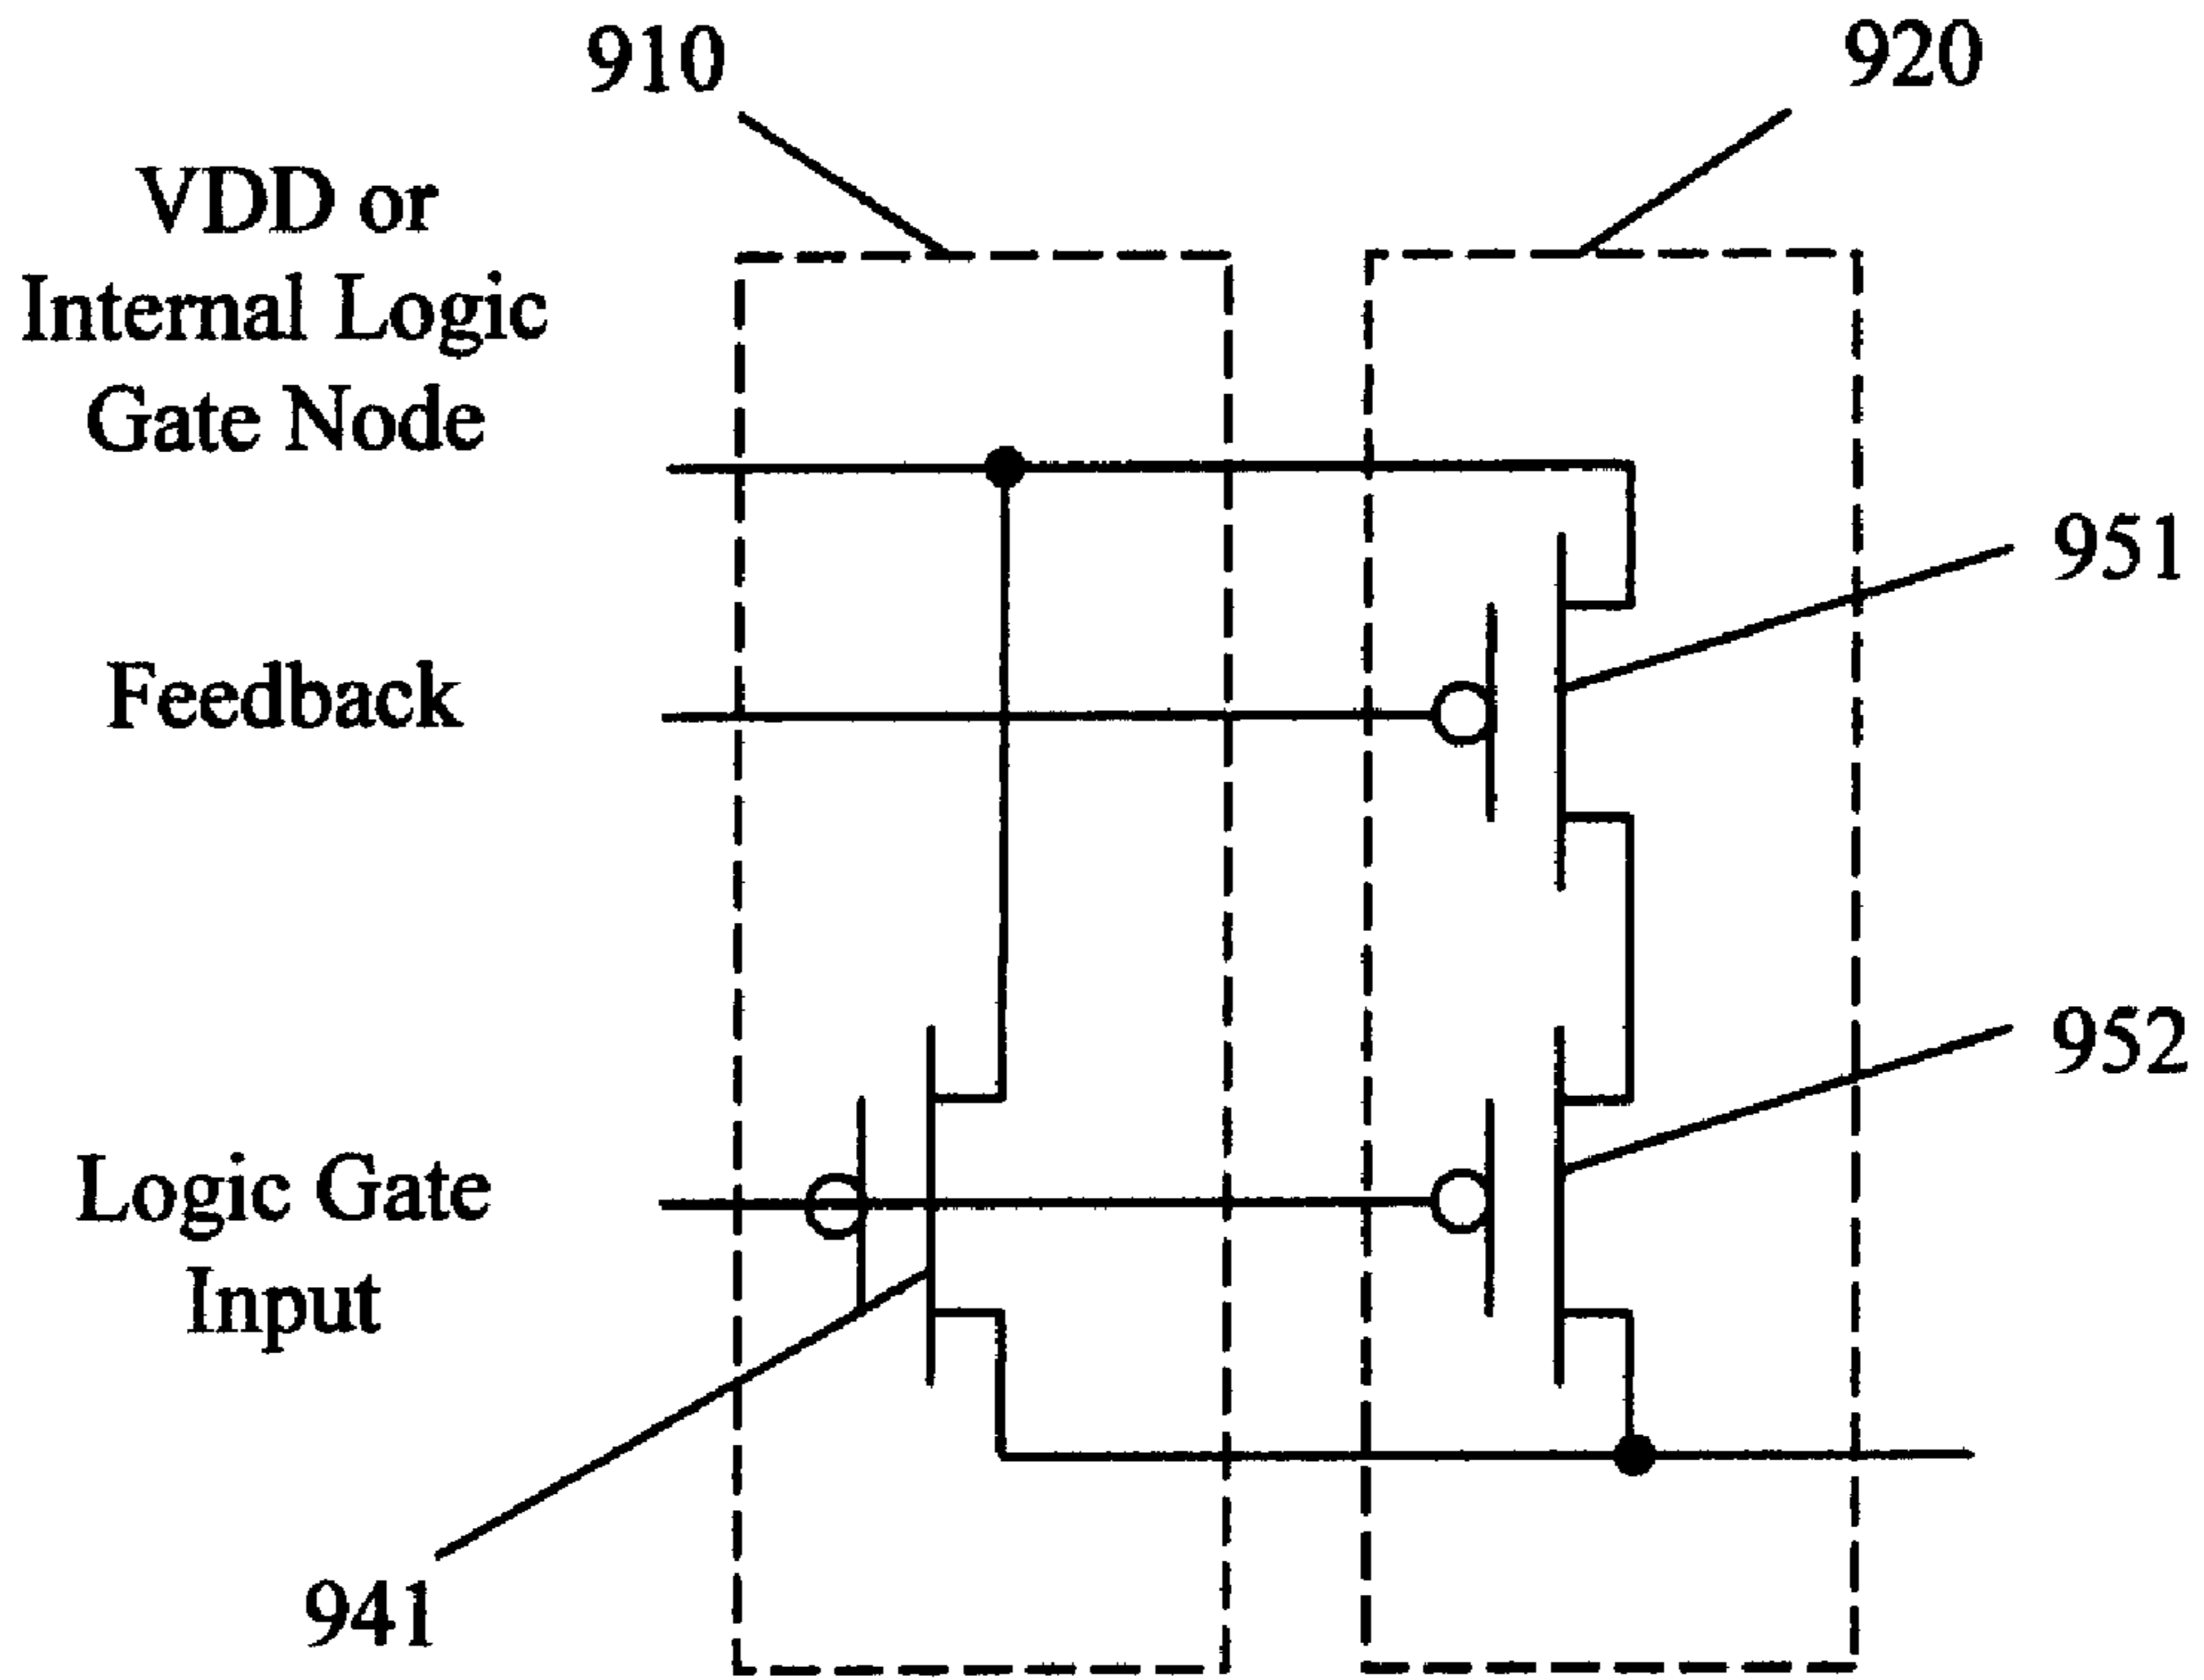 910
920
VDD or
Internal Logic
Gate Node
951
Feedback
952
Logic Gate
Input
941